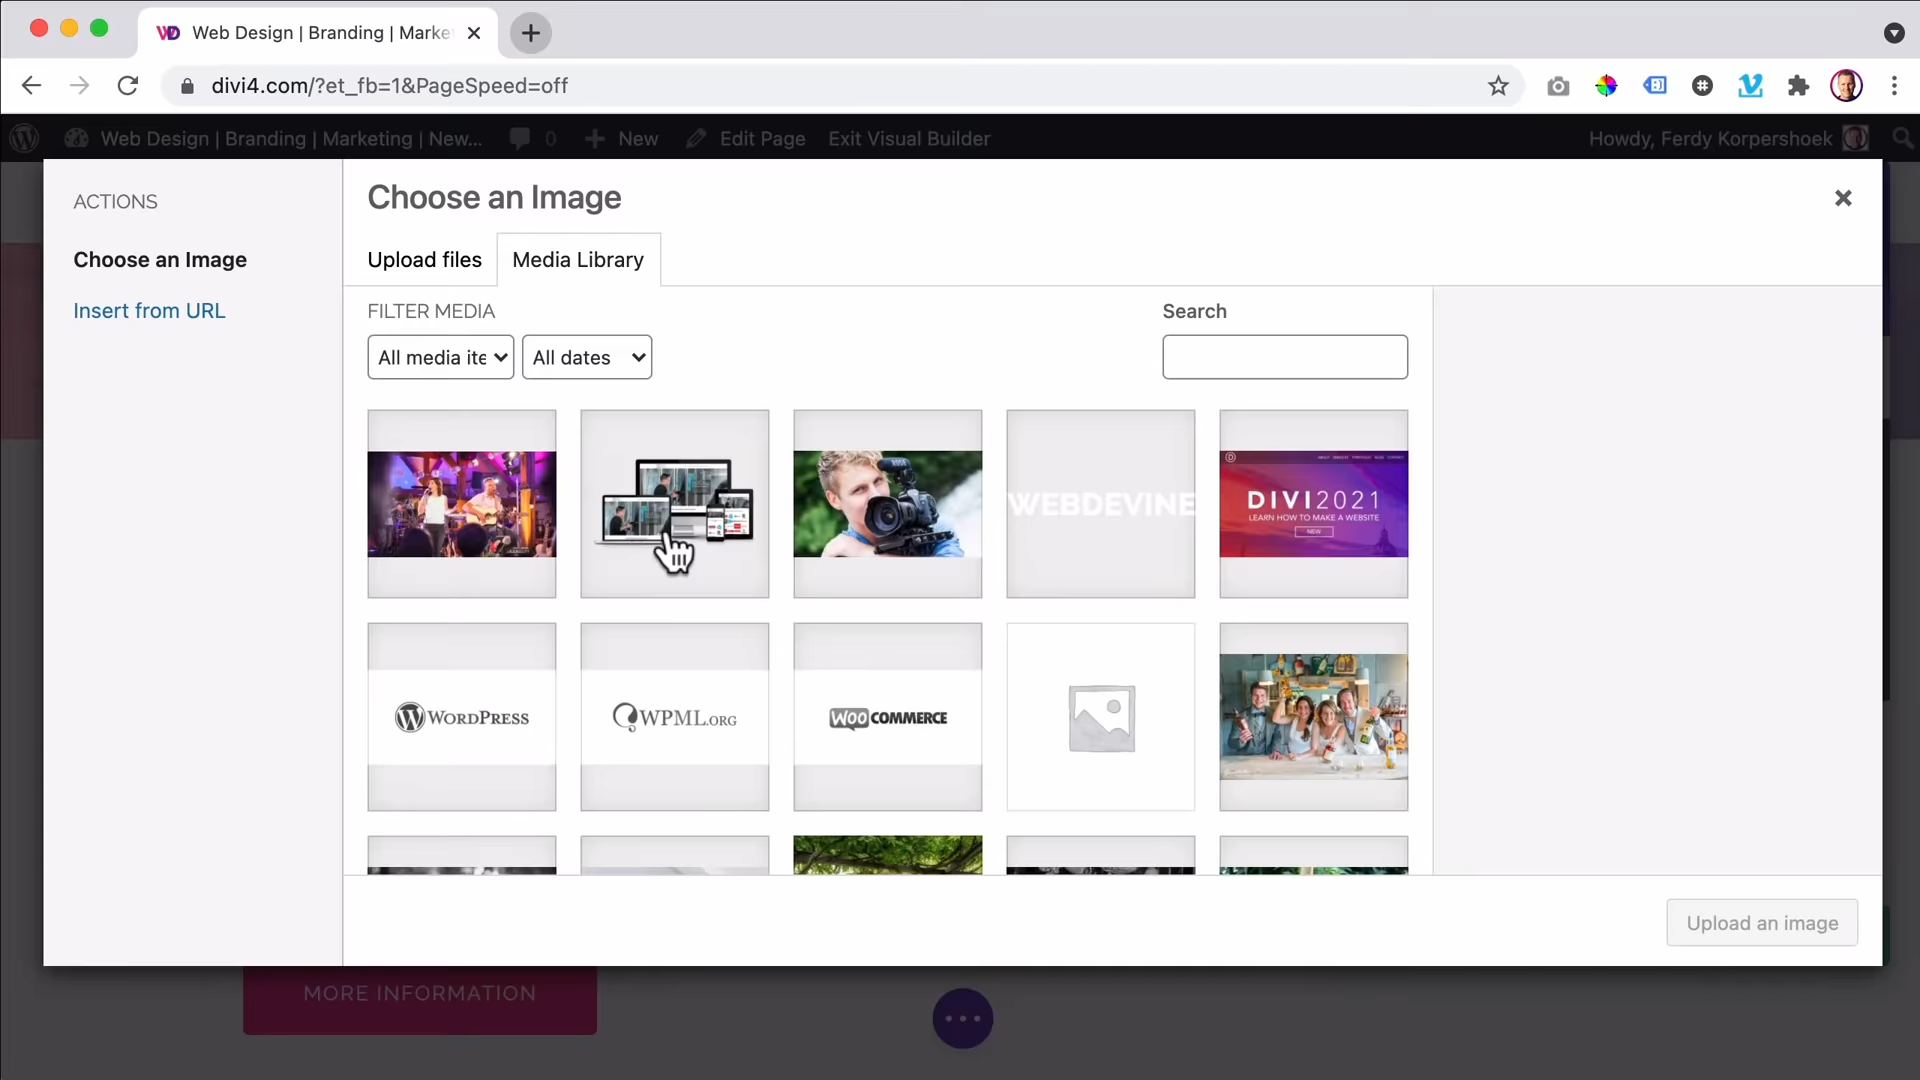 Web Design | Branding | Marke
divi4.com/?et_fb=1&PageSpeed=off
Web Design | Branding | Marketing | New... 0 New Edit Page Exit Visual Builder Howdy, Ferdy Korpershoek
ACTIONS
Choose an Image
Insert from URL
Choose an Image
Upload files Media Library
FILTER MEDIA Search
All media ite All dates
WEBDEVINE
DIVI2021
LEARN HOW TO MAKE A WEBSITE
NEW
WORDPRESS
WPML.ORG
WOO COMMERCE
Upload an image
MORE INFORMATION